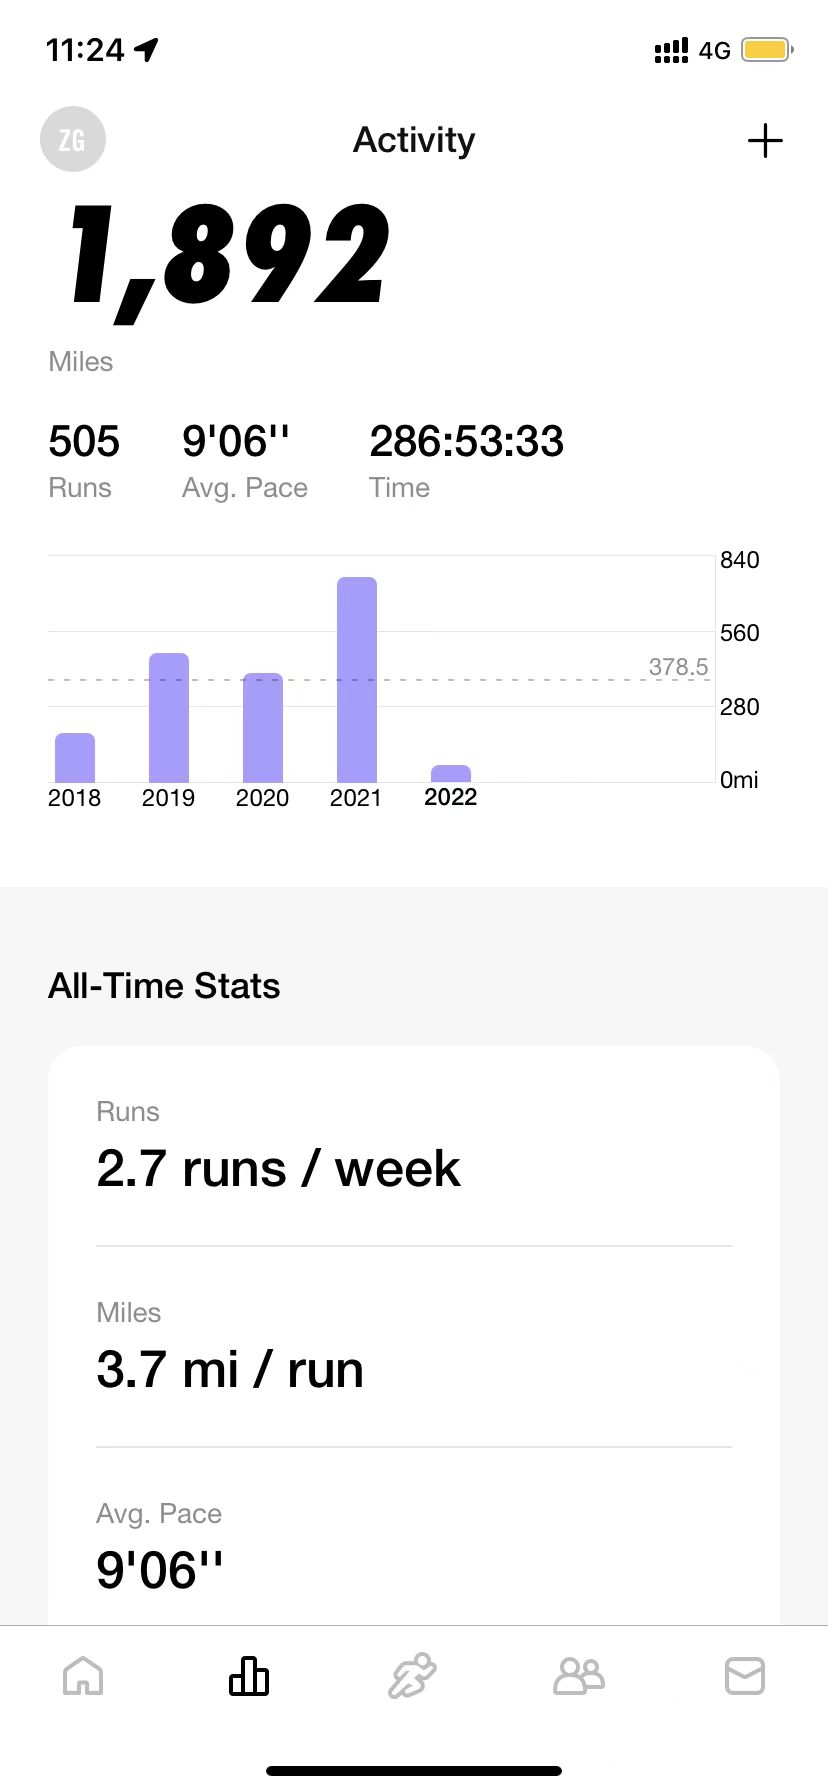 11:24 4G
ZG Activity
1,892
Miles
505 9'06'' 286:53:33
Runs Avg. Pace Time
840
560
378.5
280
0mi
2018 2019 2020 2021 2022
All-Time Stats
Runs
2.7 runs / week
Miles
3.7 mi / run
Avg. Pace
9'06''